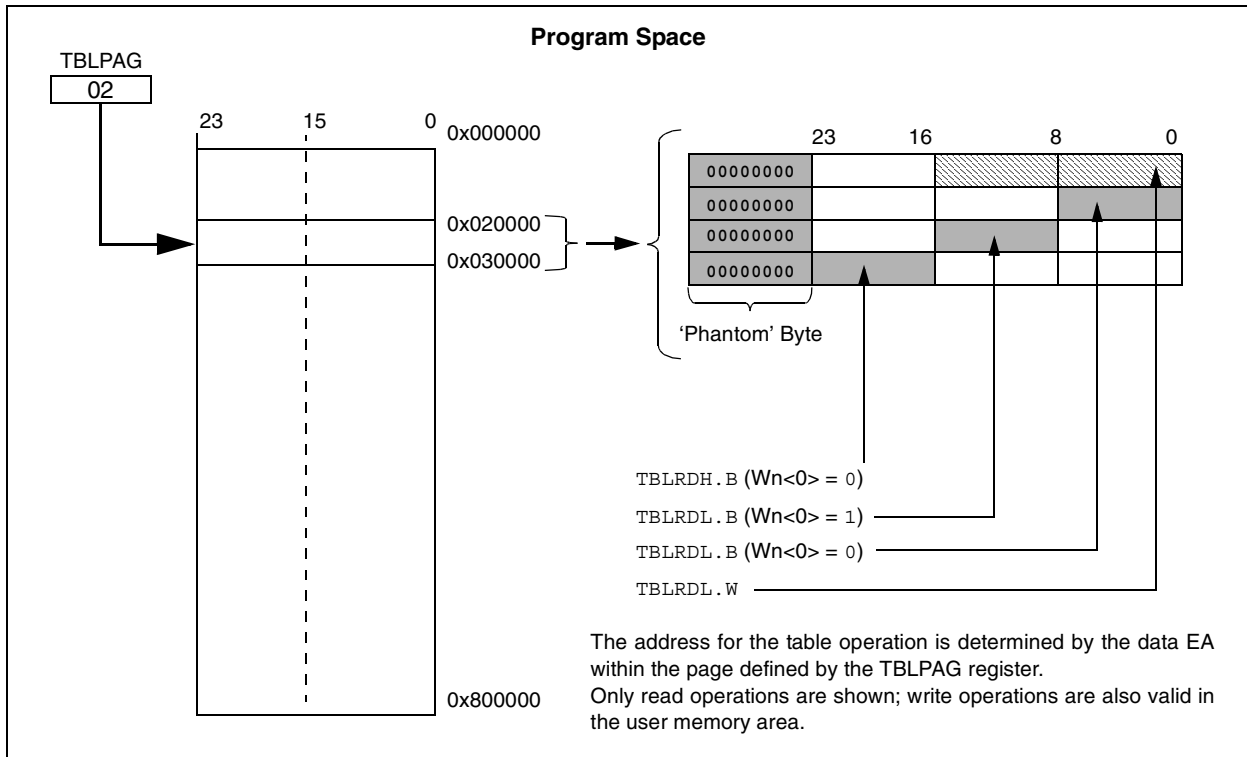 Program Space
TBLPAG
02
23 15 0
0x000000
0x020000
0x030000
0x800000
23 16 8 0
00000000
00000000
00000000
00000000
‘Phantom’ Byte
TBLRDH.B (Wn<0> = 0)
TBLRDL.B (Wn<0> = 1)
TBLRDL.B (Wn<0> = 0)
TBLRDL.W
The address for the table operation is determined by the data EA
within the page defined by the TBLPAG register.
Only read operations are shown; write operations are also valid in
the user memory area.